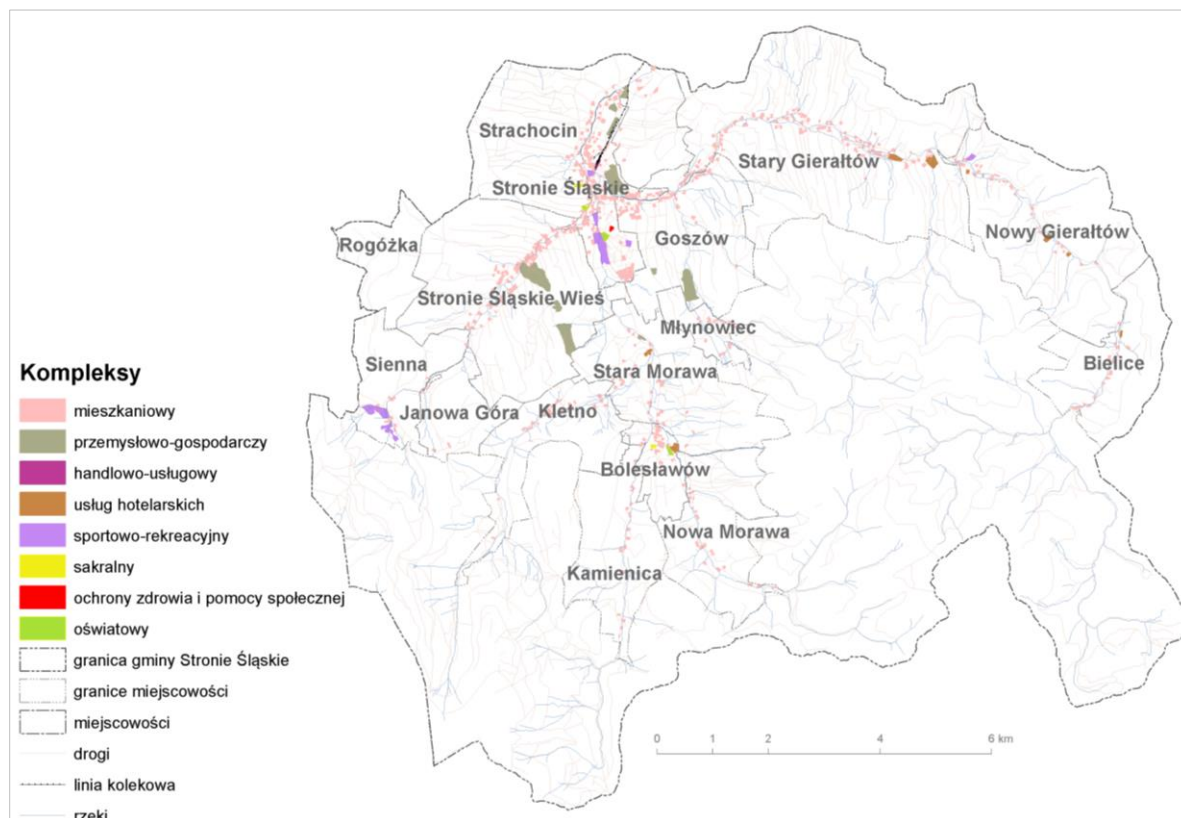 Strachocin
Stary Gierałtów
Stronie Śląskie
Rogóżka
Goszów
Nowy Gierałtów
Stronie Śląskie Wieś
Młynowiec
Sienna
Stara Morawa
Bielice
Janowa Góra
Kletno
Bolesławów
Nowa Morawa
Kamienica
Kompleksy
mieszkaniowy
przemysłowo-gospodarczy
handlowo-usługowy
usług hotelarskich
sportowo-rekreacyjny
sakralny
ochrony zdrowia i pomocy społecznej
oświatowy
granica gminy Stronie Śląskie
granice miejscowości
miejscowości
drogi
linia kolekowa
rzeki
0 1 2 4 6 km